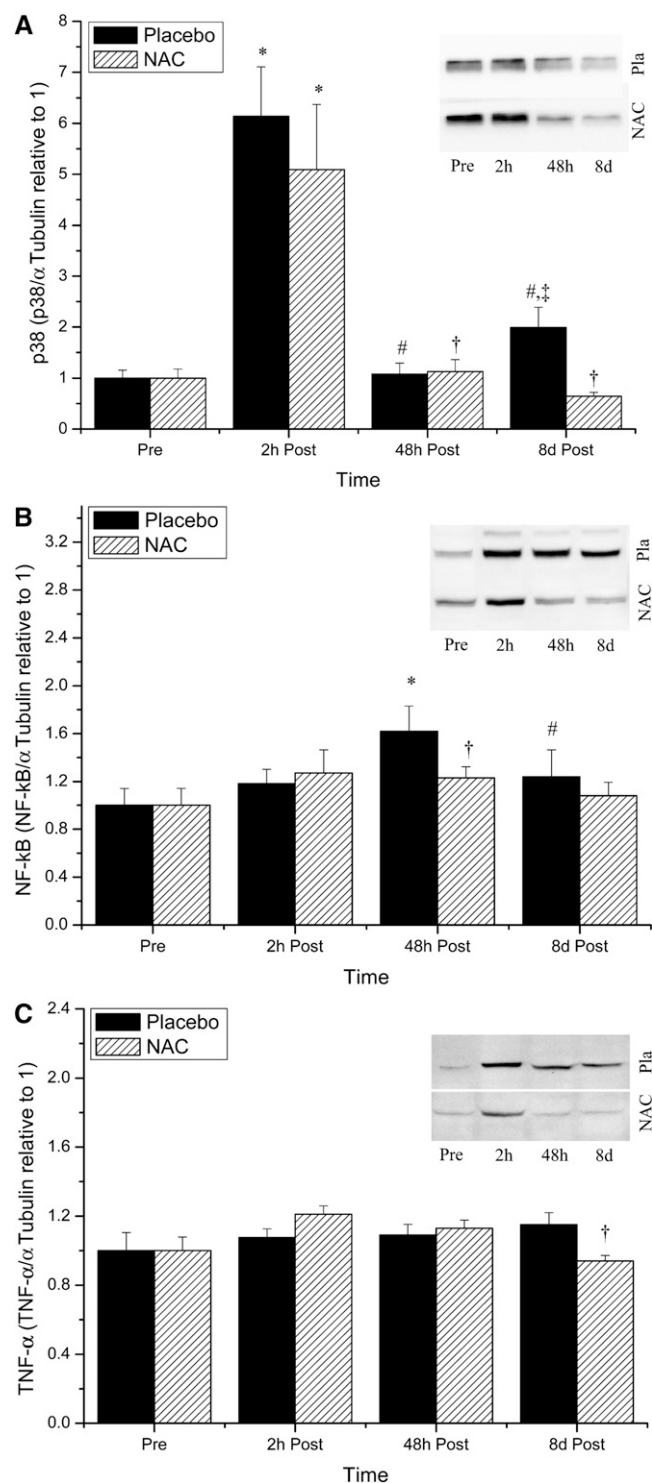 A
Placebo
NAC
p38 (p38/α Tubulin relative to 1)
8
7
6
5
4
3
2
1
0
*
*
#
†
#,‡
†
Pla
NAC
Pre 2h 48h 8d
Pre 2h Post 48h Post 8d Post
Time
B
Placebo
NAC
NF-kB (NF-kB/α Tubulin relative to 1)
3.2
2.8
2.4
2.0
1.6
1.2
0.8
0.4
0.0
*
†
#
Pla
NAC
Pre 2h 48h 8d
Pre 2h Post 48h Post 8d Post
Time
C
Placebo
NAC
TNF-α (TNF-α/α Tubulin relative to 1)
2.4
2.0
1.6
1.2
0.8
0.4
0.0
†
Pla
NAC
Pre 2h 48h 8d
Pre 2h Post 48h Post 8d Post
Time